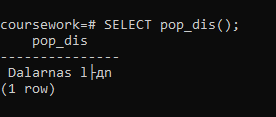 coursework=# SELECT pop_dis();
pop_dis
---------------
Dalarnas l├дn
(1 row)